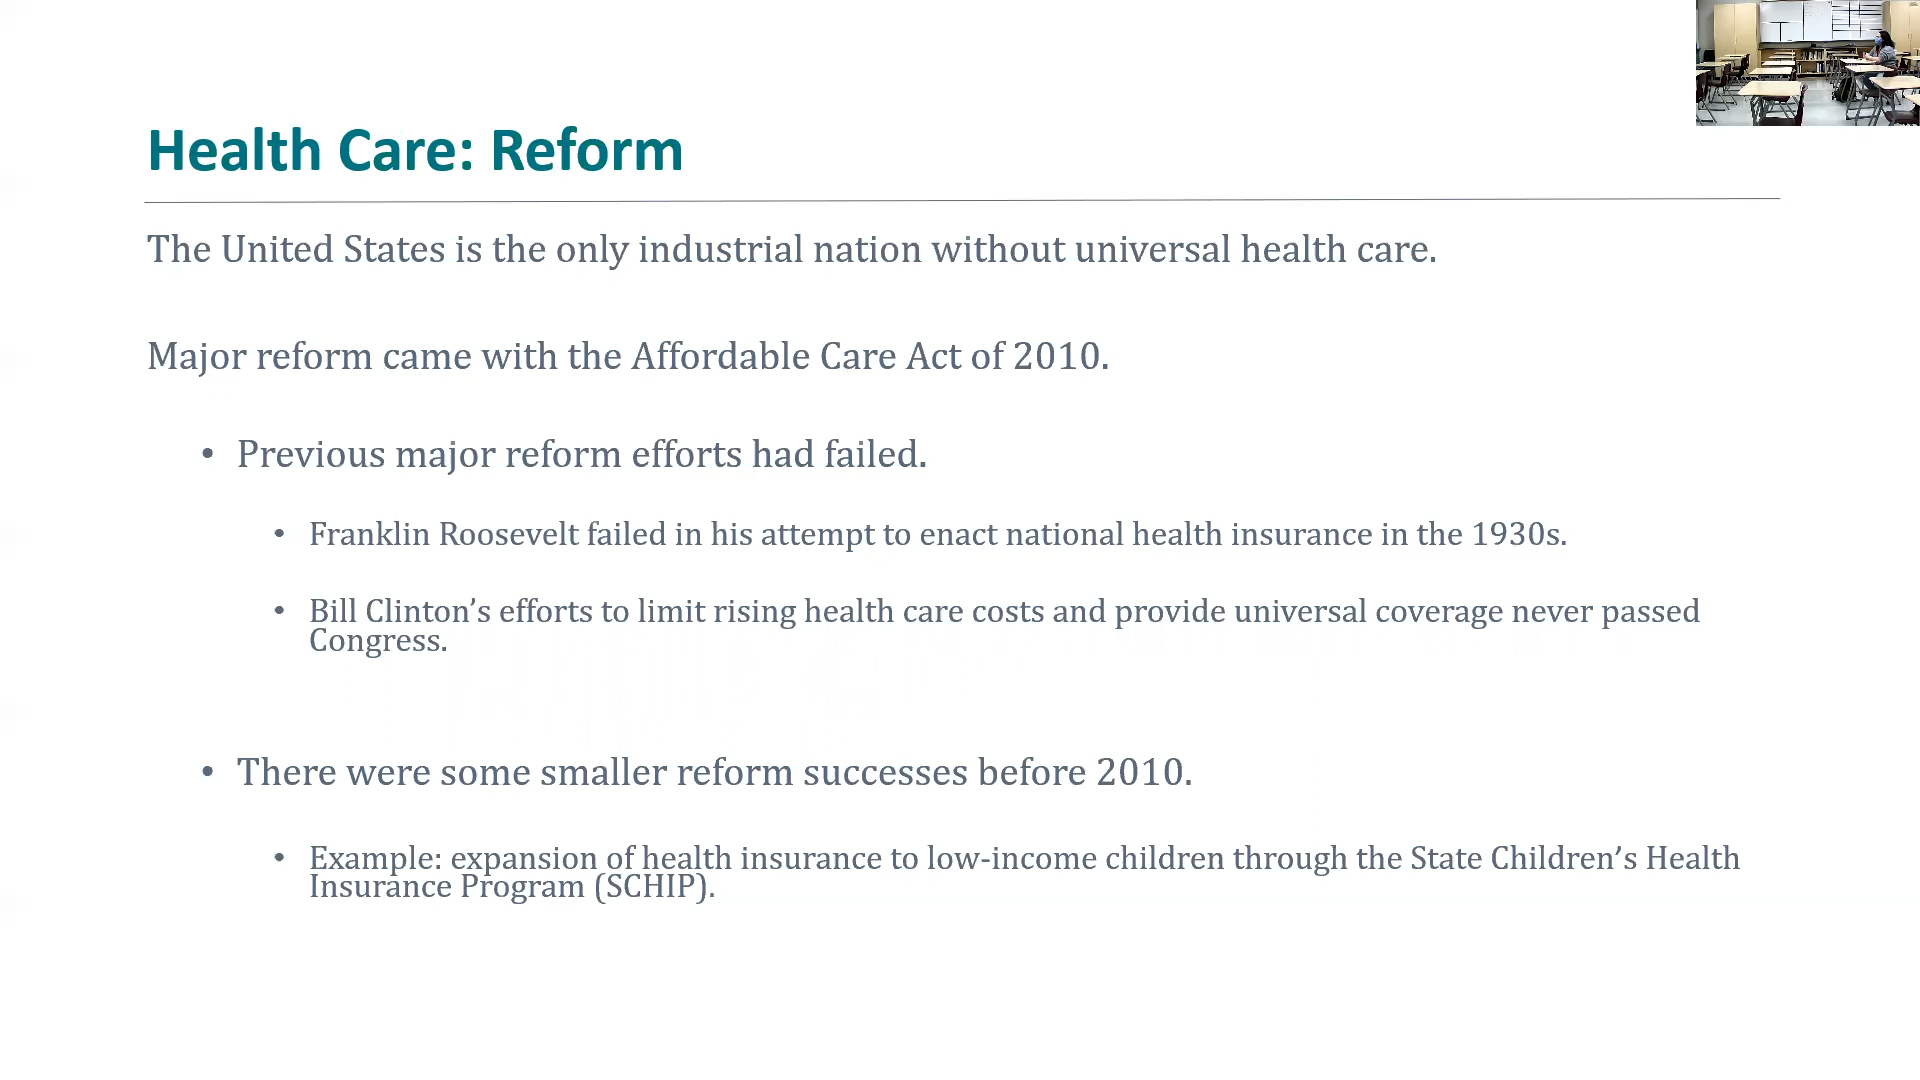 Health Care: Reform
The United States is the only industrial nation without universal health care.
Major reform came with the Affordable Care Act of 2010.
• Previous major reform efforts had failed.
• Franklin Roosevelt failed in his attempt to enact national health insurance in the 1930s.
• Bill Clinton’s efforts to limit rising health care costs and provide universal coverage never passed
Congress.
• There were some smaller reform successes before 2010.
• Example: expansion of health insurance to low-income children through the State Children’s Health
Insurance Program (SCHIP).